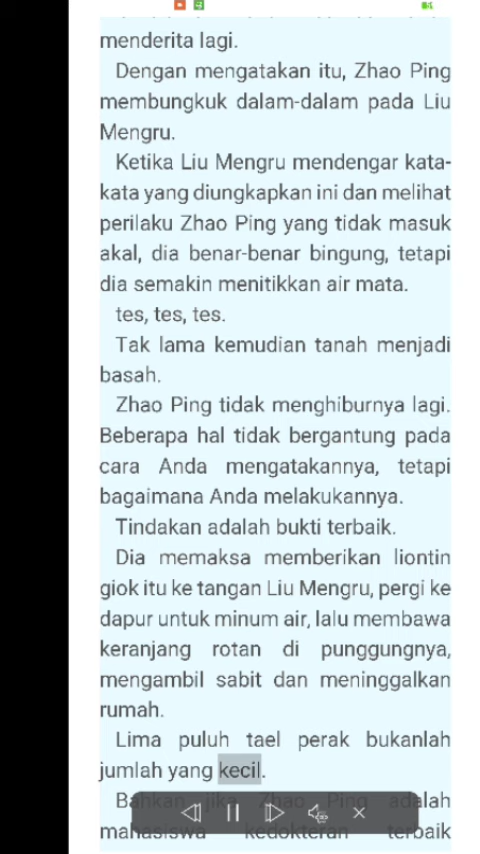 menderita lagi.
Dengan mengatakan itu, Zhao Ping
membungkuk dalam-dalam pada Liu
Mengru.
Ketika Liu Mengru mendengar kata-
kata yang diungkapkan ini dan melihat
perilaku Zhao Ping yang tidak masuk
akal, dia benar-benar bingung, tetapi
dia semakin menitikkan air mata.
tes, tes, tes.
Tak lama kemudian tanah menjadi
basah.
Zhao Ping tidak menghiburnya lagi.
Beberapa hal tidak bergantung pada
cara Anda mengatakannya, tetapi
bagaimana Anda melakukannya.
Tindakan adalah bukti terbaik.
Dia memaksa memberikan liontin
giok itu ke tangan Liu Mengru, pergi ke
dapur untuk minum air, lalu membawa
keranjang rotan di punggungnya,
mengambil sabit dan meninggalkan
rumah.
Lima puluh tael perak bukanlah
jumlah yang kecil.
Bahkan jika Zhao Ping adalah
mahasiswa kedokteran terbaik